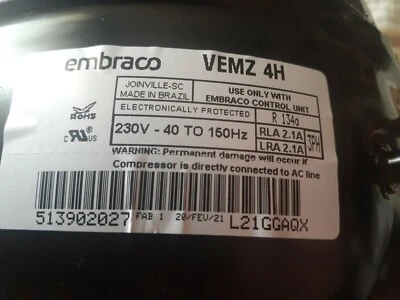 embraco VEMZ 4H
JOINVILLE-SC
MADE IN BRAZIL
USE ONLY WITH
EMBRACO CONTROL UNIT
ELECTRONICALLY PROTECTED
R 134a
ROHS
230V - 40 TO 150Hz
RLA 2.1A
LRA 2.1A
3PH
C US
WARNING: Permanent damage will occur if
Compressor is directly connected to AC line
513902027 FAB 1 20/FEV/21 L21GGAQX